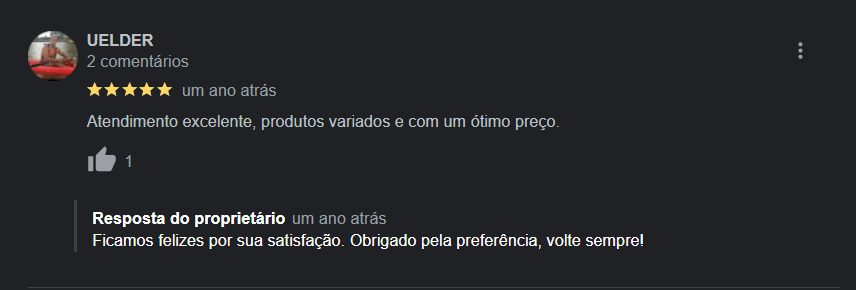 UELDER
2 comentários
um ano atrás
Atendimento excelente, produtos variados e com um ótimo preço.
1
Resposta do proprietário um ano atrás
Ficamos felizes por sua satisfação. Obrigado pela preferência, volte sempre!